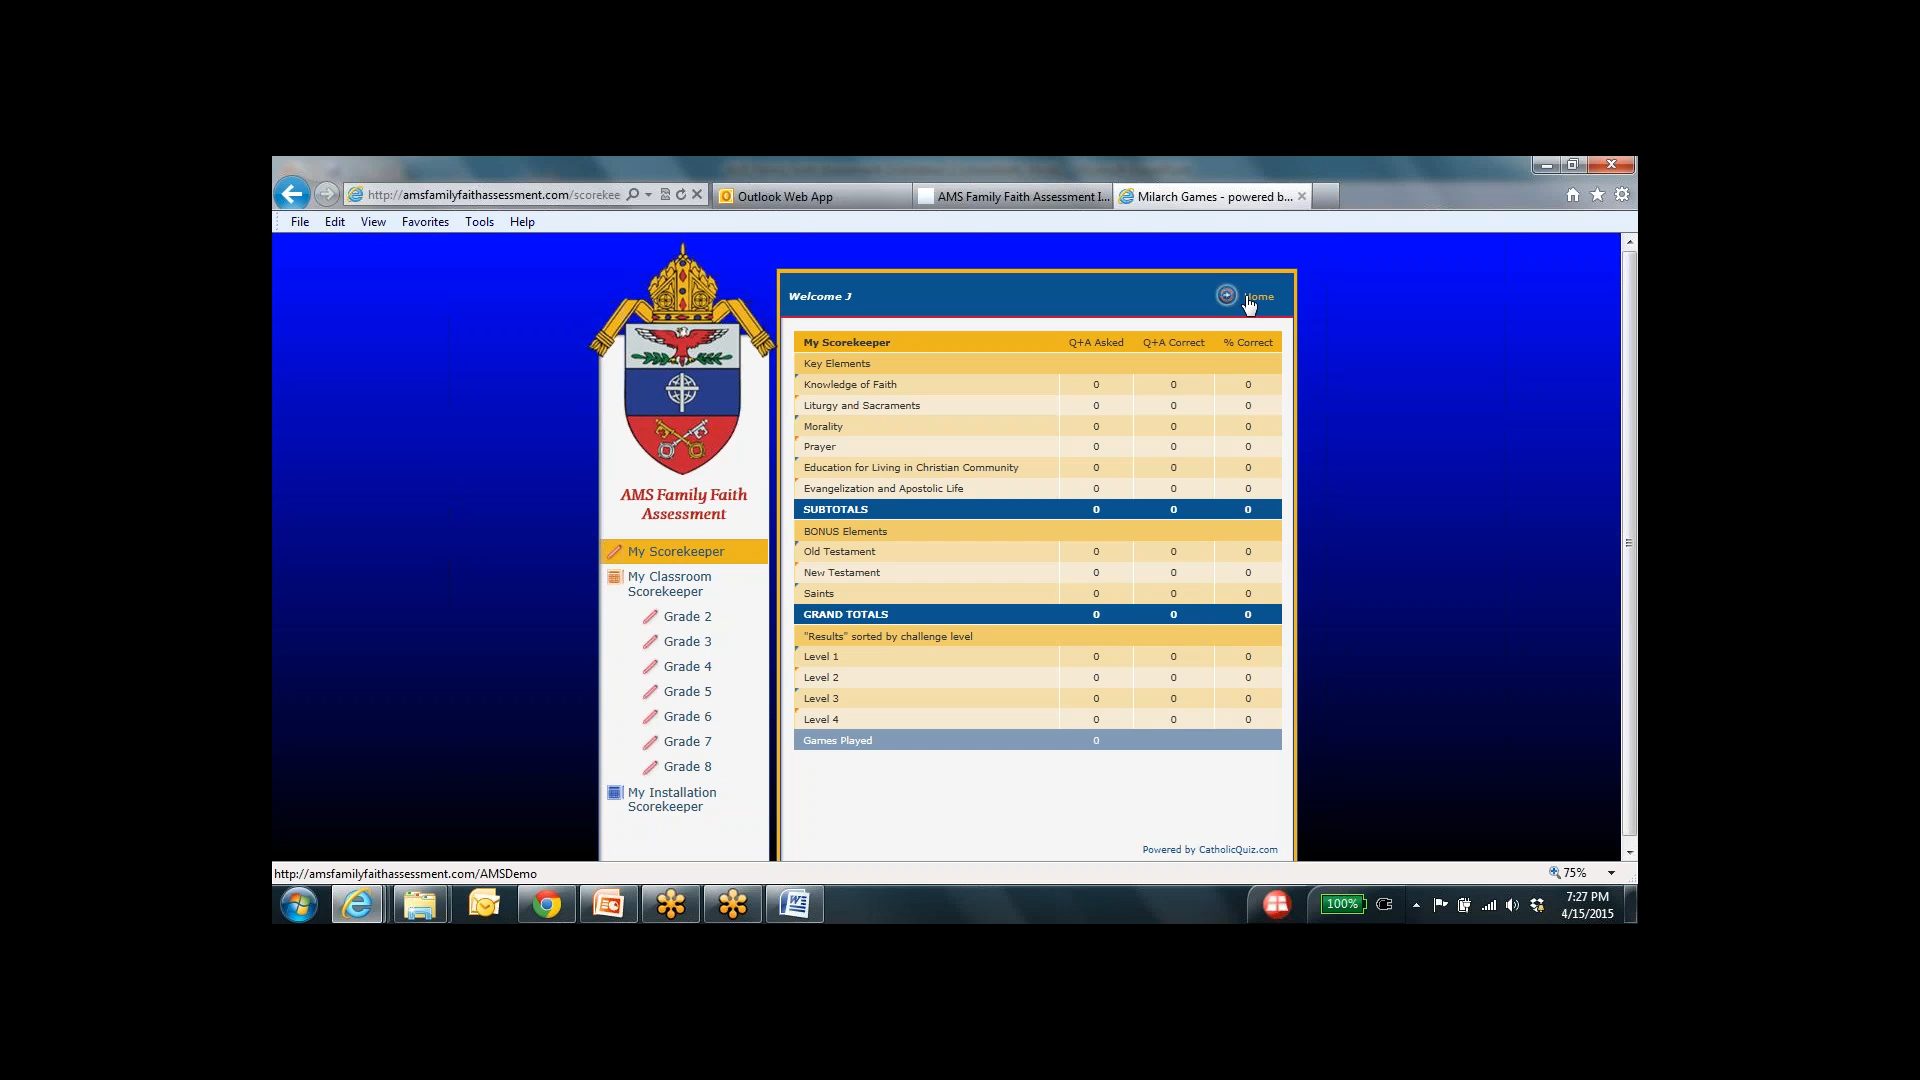 http://amsfamilyfaithassessment.com/scorekee
Outlook Web App
AMS Family Faith Assessment I...
Milarch Games - powered b...
File Edit View Favorites Tools Help
Welcome J
Home
AMS Family Faith
Assessment
My Scorekeeper
My Classroom
Scorekeeper
Grade 2
Grade 3
Grade 4
Grade 5
Grade 6
Grade 7
Grade 8
My Installation
Scorekeeper
My Scorekeeper Q+A Asked Q+A Correct % Correct
Key Elements
Knowledge of Faith 0 0 0
Liturgy and Sacraments 0 0 0
Morality 0 0 0
Prayer 0 0 0
Education for Living in Christian Community 0 0 0
Evangelization and Apostolic Life 0 0 0
SUBTOTALS 0 0 0
BONUS Elements
Old Testament 0 0 0
New Testament 0 0 0
Saints 0 0 0
GRAND TOTALS 0 0 0
"Results" sorted by challenge level
Level 1 0 0 0
Level 2 0 0 0
Level 3 0 0 0
Level 4 0 0 0
Games Played 0
Powered by CatholicQuiz.com
http://amsfamilyfaithassessment.com/AMSDemo
75%
100%
7:27 PM
4/15/2015